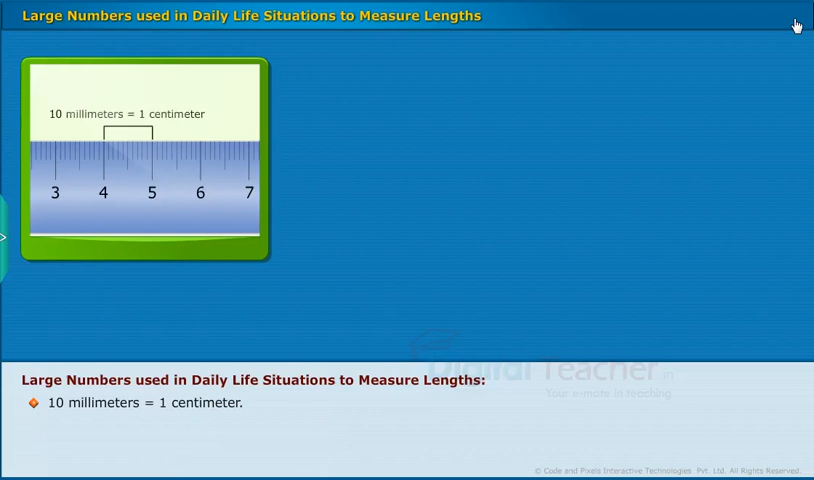 Large Numbers used in Daily Life Situations to Measure Lengths
10 millimeters = 1 centimeter
3 4 5 6 7
Large Numbers used in Daily Life Situations to Measure Lengths:
10 millimeters = 1 centimeter.
Digital Teacher.in
Your e-mate in teaching
© Code and Pixels Interactive Technologies Pvt. Ltd. All Rights Reserved.